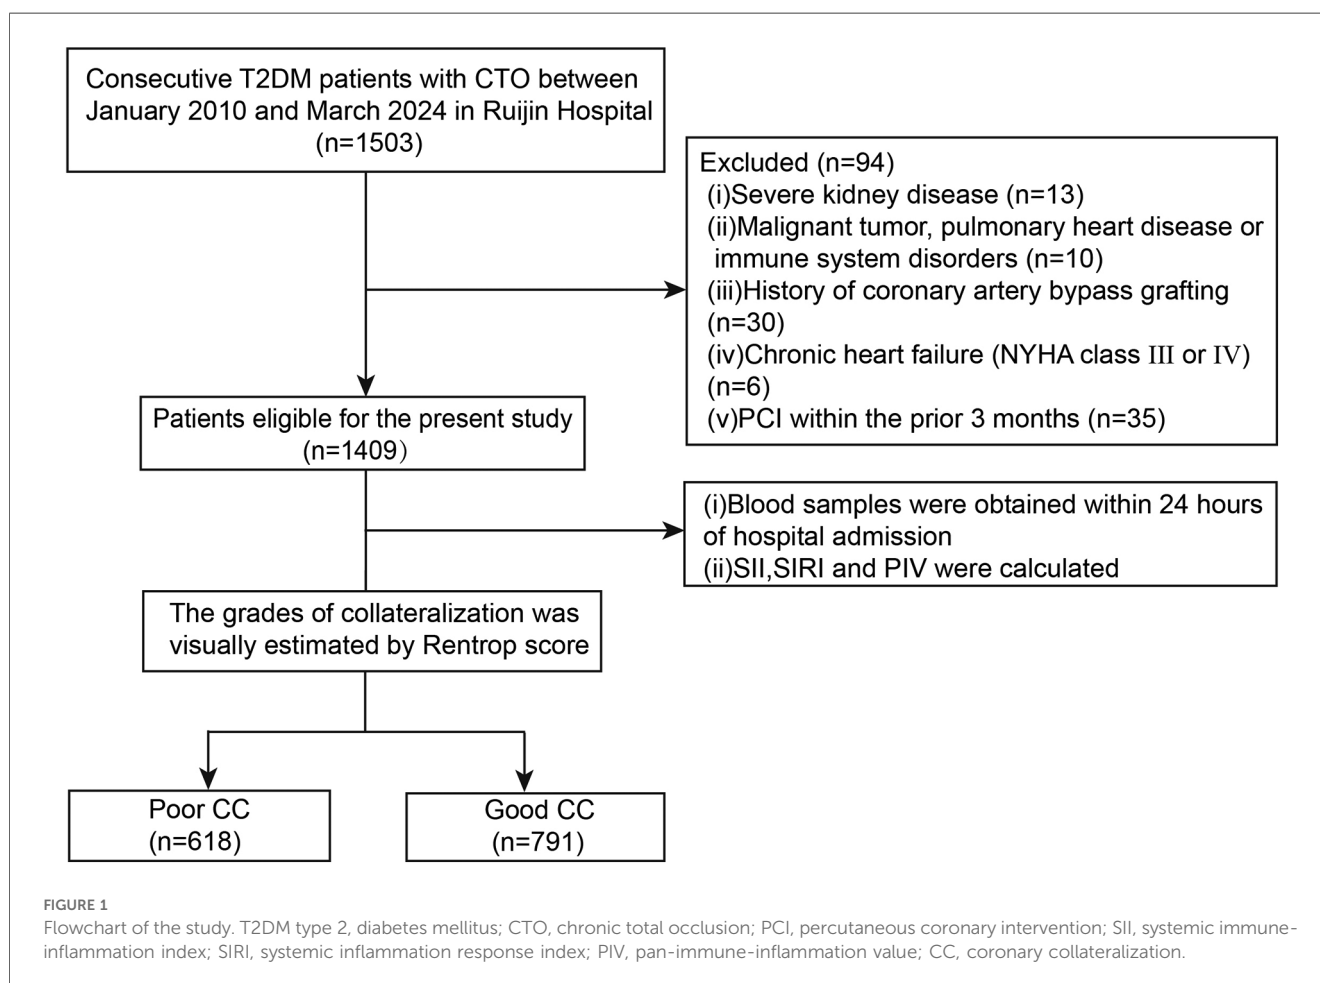 Consecutive T2DM patients with CTO between
January 2010 and March 2024 in Ruijin Hospital
(n=1503)
Excluded (n=94)
(i)Severe kidney disease (n=13)
(ii)Malignant tumor, pulmonary heart disease or
immune system disorders (n=10)
(iii)History of coronary artery bypass grafting
(n=30)
(iv)Chronic heart failure (NYHA class III or IV)
(n=6)
(v)PCI within the prior 3 months (n=35)
Patients eligible for the present study
(n=1409）
(i)Blood samples were obtained within 24 hours
of hospital admission
(ii)SII,SIRI and PIV were calculated
The grades of collateralization was
visually estimated by Rentrop score
Poor CC
(n=618)
Good CC
(n=791)
FIGURE 1
Flowchart of the study. T2DM type 2, diabetes mellitus; CTO, chronic total occlusion; PCI, percutaneous coronary intervention; SII, systemic immune-
inflammation index; SIRI, systemic inflammation response index; PIV, pan-immune-inflammation value; CC, coronary collateralization.